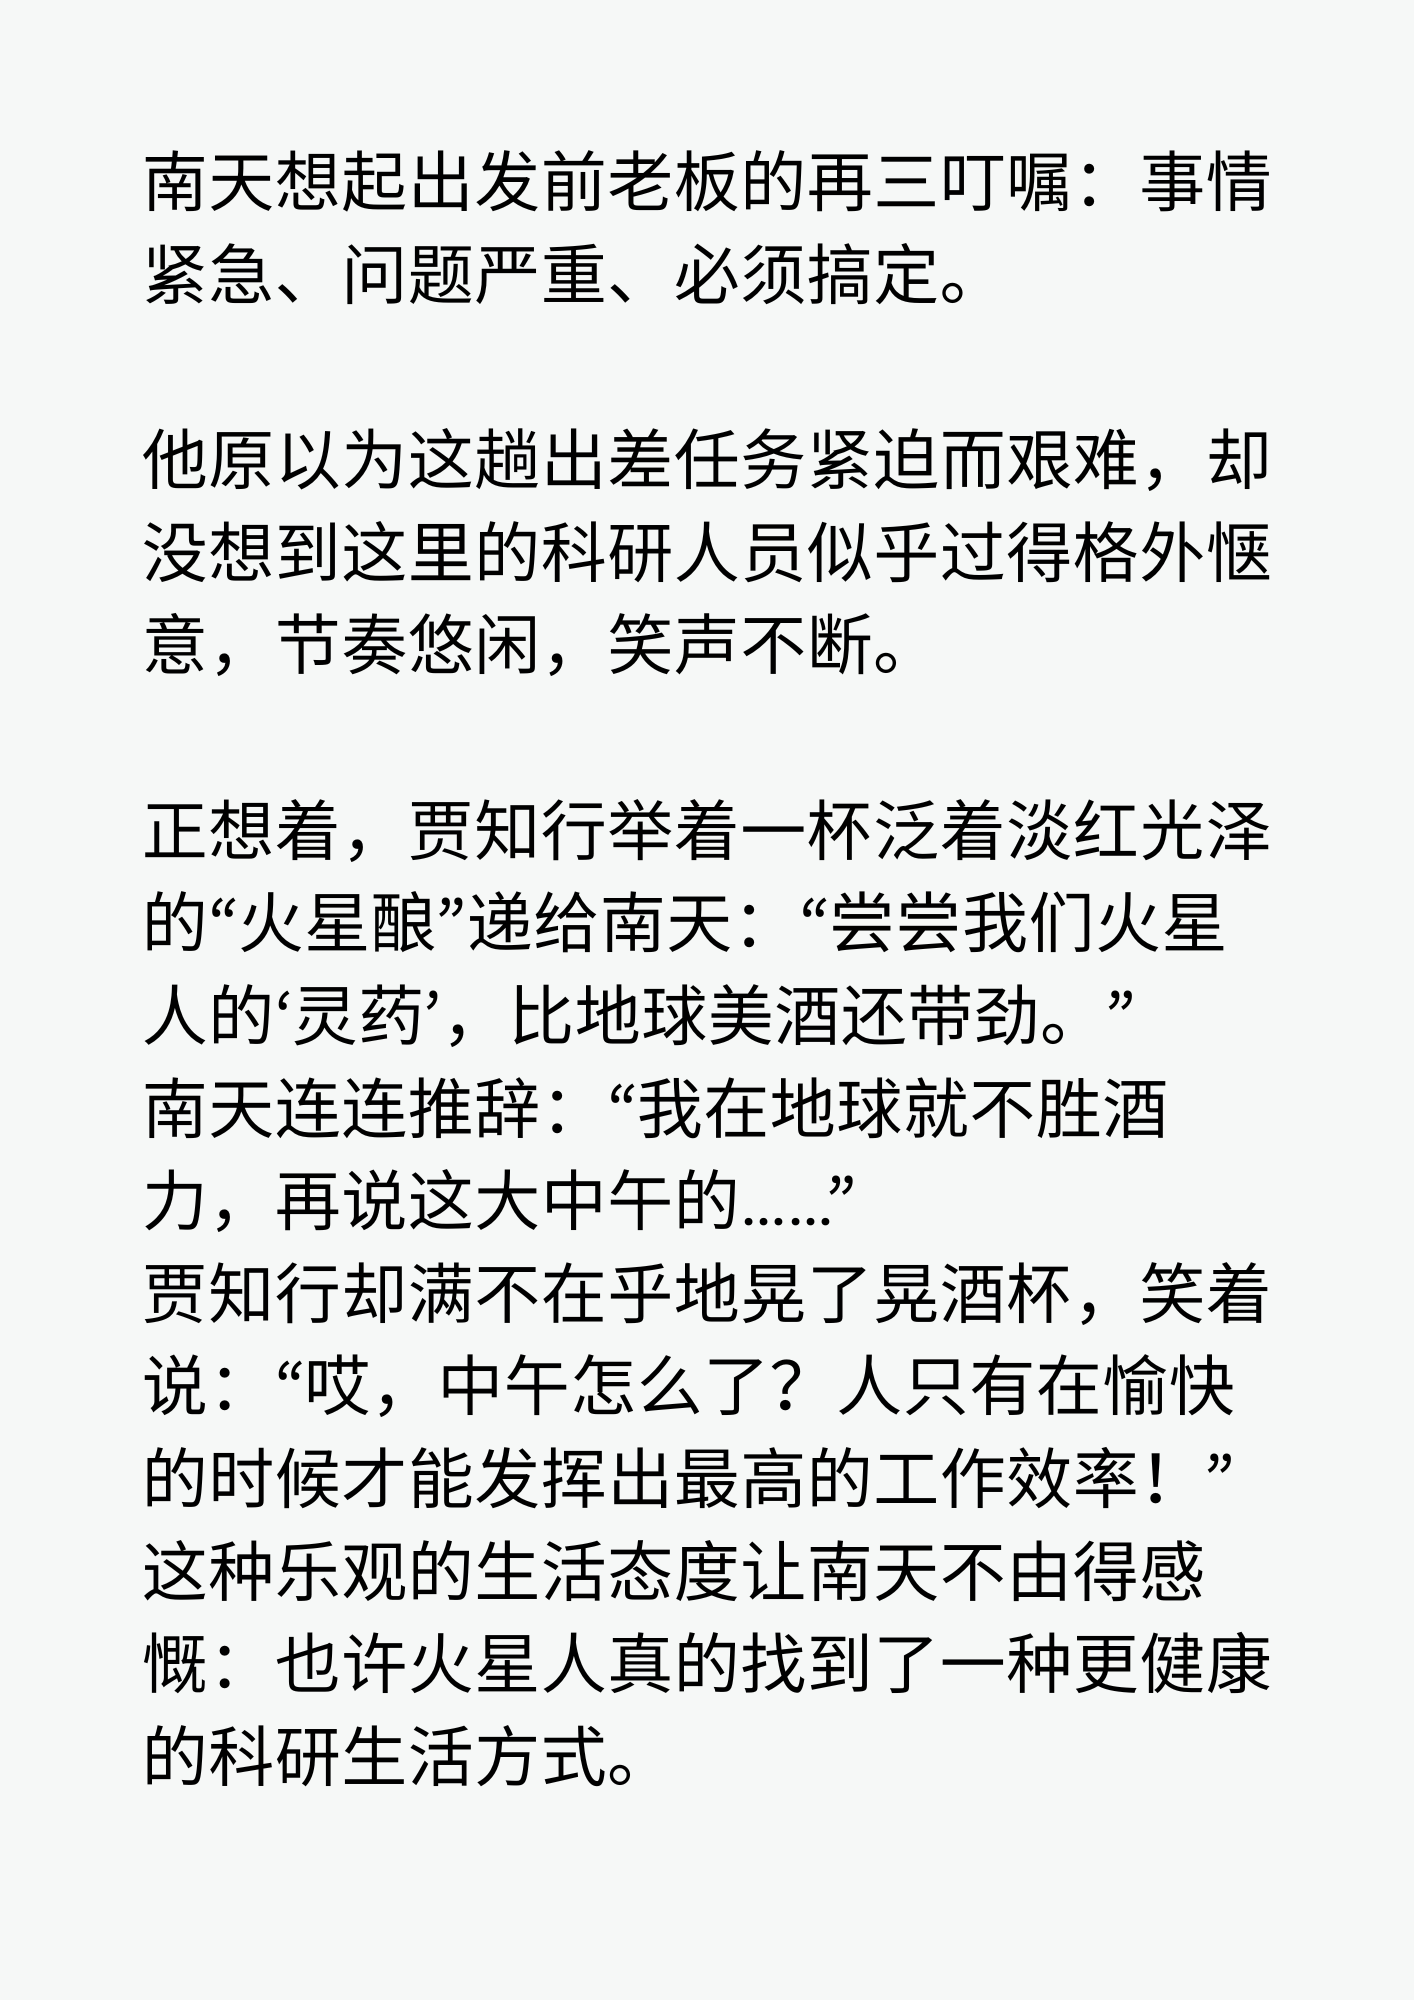 南天想起出发前老板的再三叮嘱：事情
紧急、问题严重、必须搞定。
他原以为这趟出差任务紧迫而艰难，却
没想到这里的科研人员似乎过得格外惬
意，节奏悠闲，笑声不断。
正想着，贾知行举着一杯泛着淡红光泽
的“火星酿”递给南天：“尝尝我们火星
人的‘灵药’，比地球美酒还带劲。”
南天连连推辞：“我在地球就不胜酒
力，再说这大中午的……”
贾知行却满不在乎地晃了晃酒杯，笑着
说：“哎，中午怎么了？人只有在愉快
的时候才能发挥出最高的工作效率！”
这种乐观的生活态度让南天不由得感
慨：也许火星人真的找到了一种更健康
的科研生活方式。